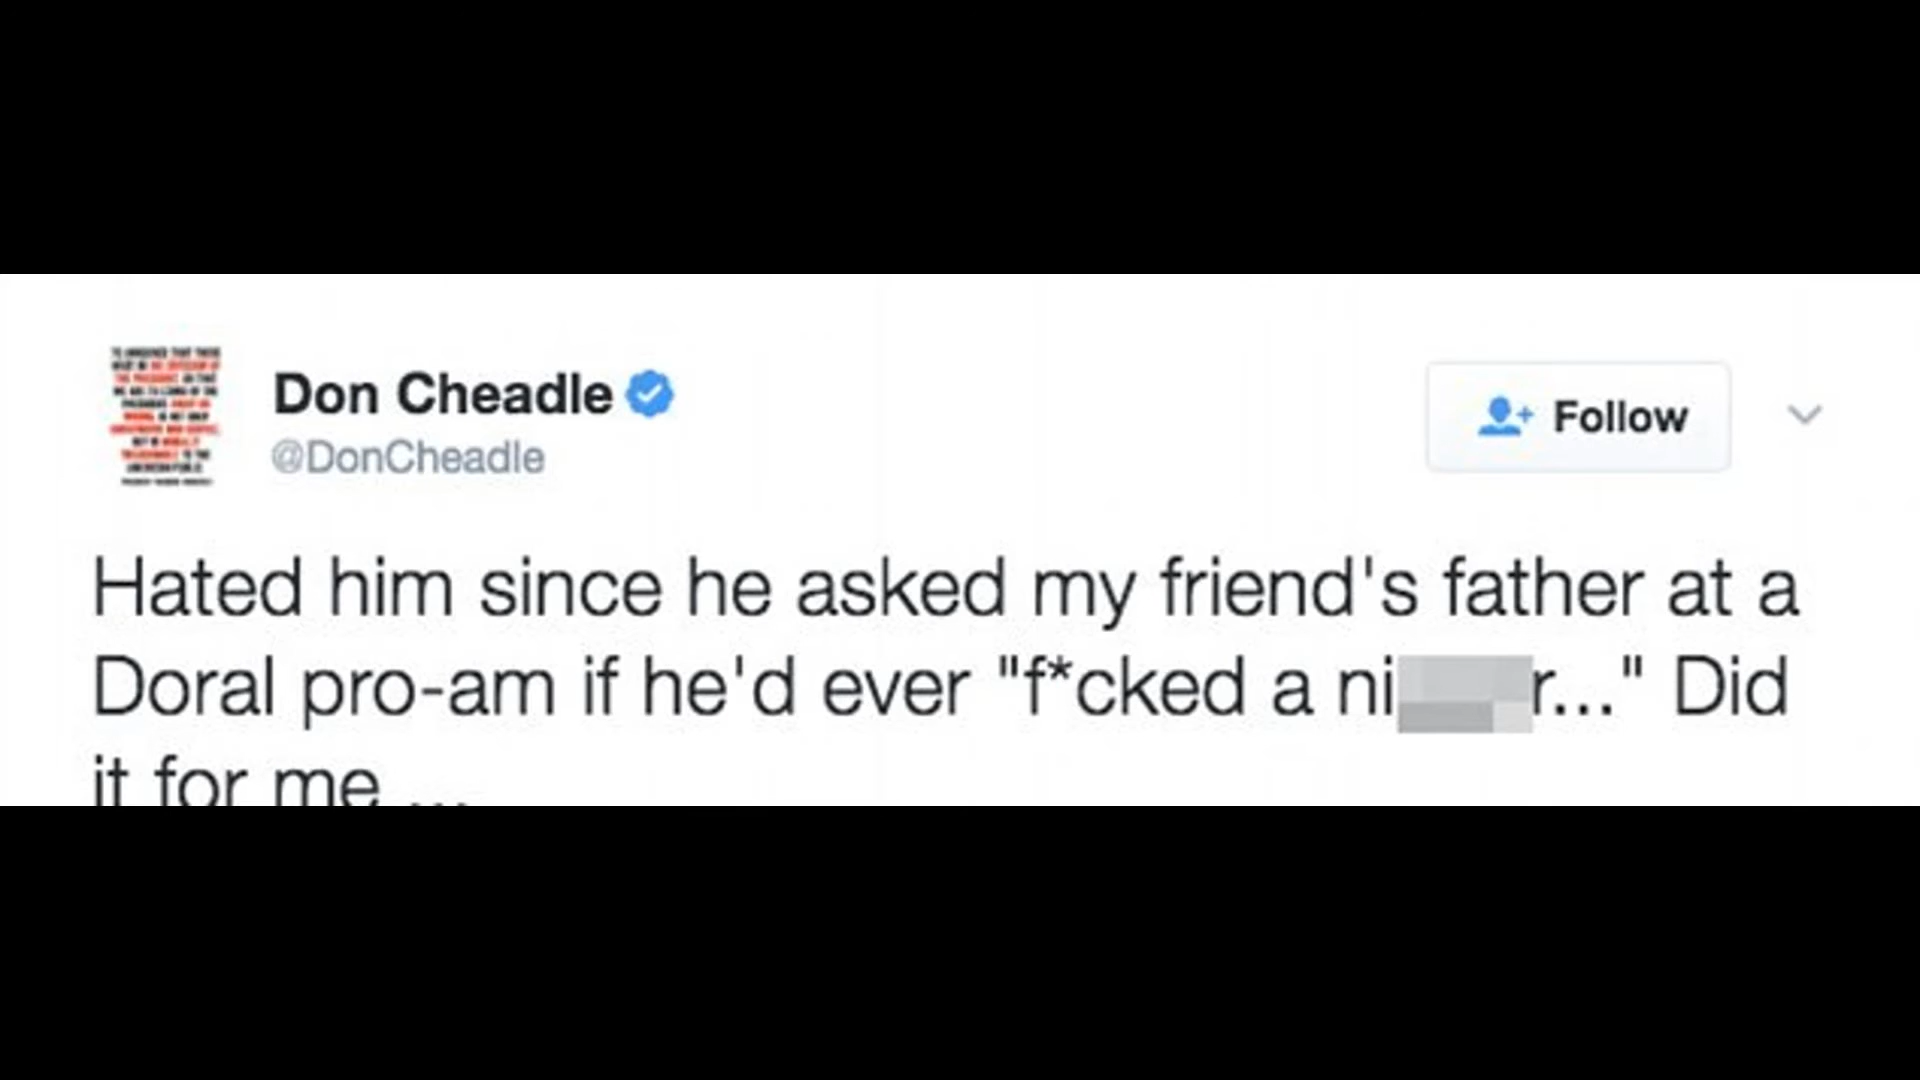 Don Cheadle
@DonCheadle
Follow
Hated him since he asked my friend's father at a
Doral pro-am if he'd ever "f*cked a ni r..." Did
it for me ...